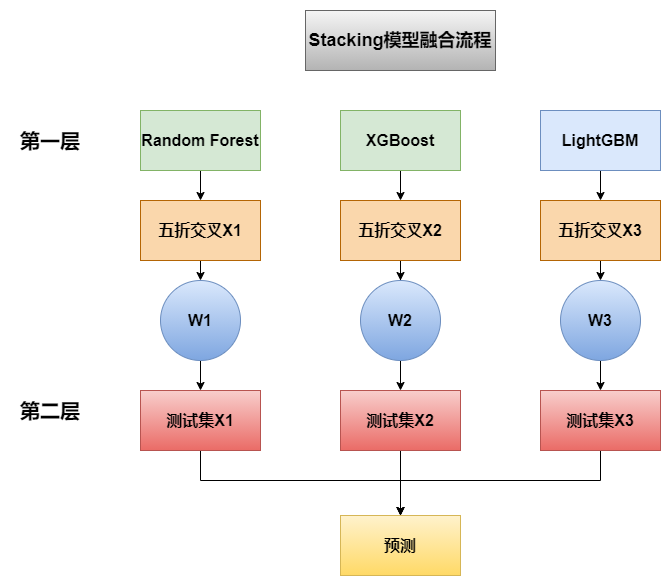 Stacking模型融合流程
第一层
Random Forest
XGBoost
LightGBM
五折交叉X1
五折交叉X2
五折交叉X3
W1
W2
W3
第二层
测试集X1
测试集X2
测试集X3
预测